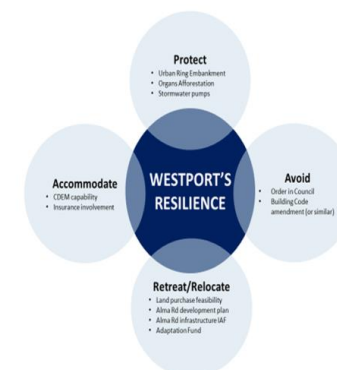 Protect
• Urban Ring Embankment
• Organs Afforestation
• Stormwater pumps
Accommodate
• CDEM capability
• Insurance involvement
WESTPORT'S
RESILIENCE
Avoid
• Order in Council
• Building Code
amendment (or similar)
Retreat/Relocate
• Land purchase feasibility
• Alma Rd development plan
• Alma Rd infrastructure IAF
• Adaptation Fund